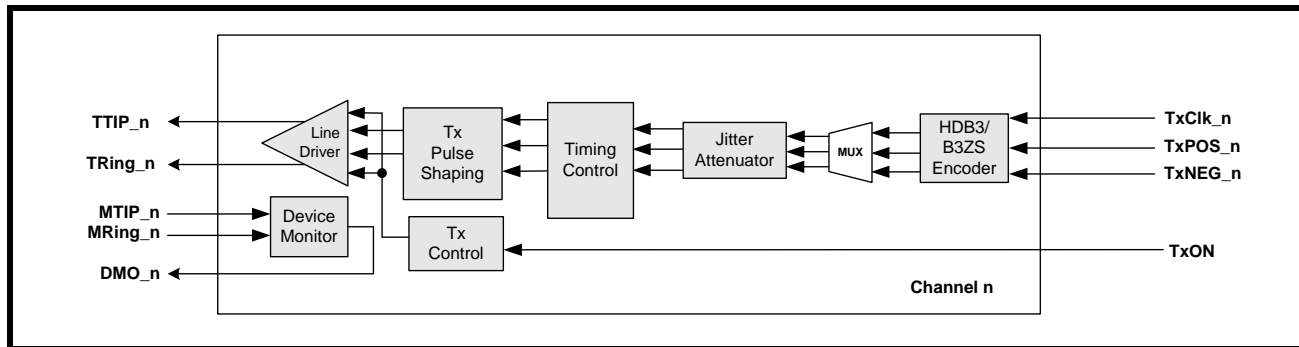 TTIP_n
TRing_n
MTIP_n
MRing_n
DMO_n
Line
Driver
Device
Monitor
Tx
Pulse
Shaping
Tx
Control
Timing
Control
Jitter
Attenuator
MUX
HDB3/
B3ZS
Encoder
TxClk_n
TxPOS_n
TxNEG_n
TxON
Channel n